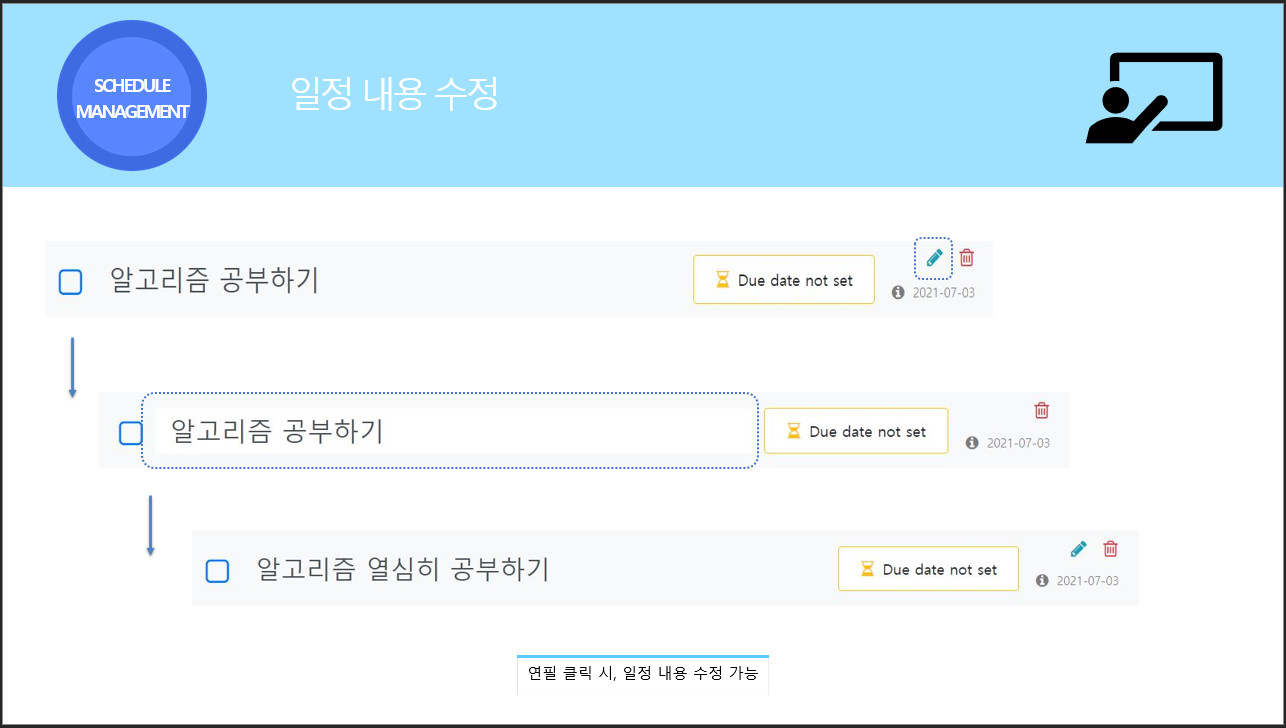 SCHEDULE
MANAGEMENT
일정 내용 수정
알고리즘 공부하기
Due date not set
2021-07-03
알고리즘 공부하기
Due date not set
2021-07-03
알고리즘 열심히 공부하기
Due date not set
2021-07-03
연필 클릭 시, 일정 내용 수정 가능